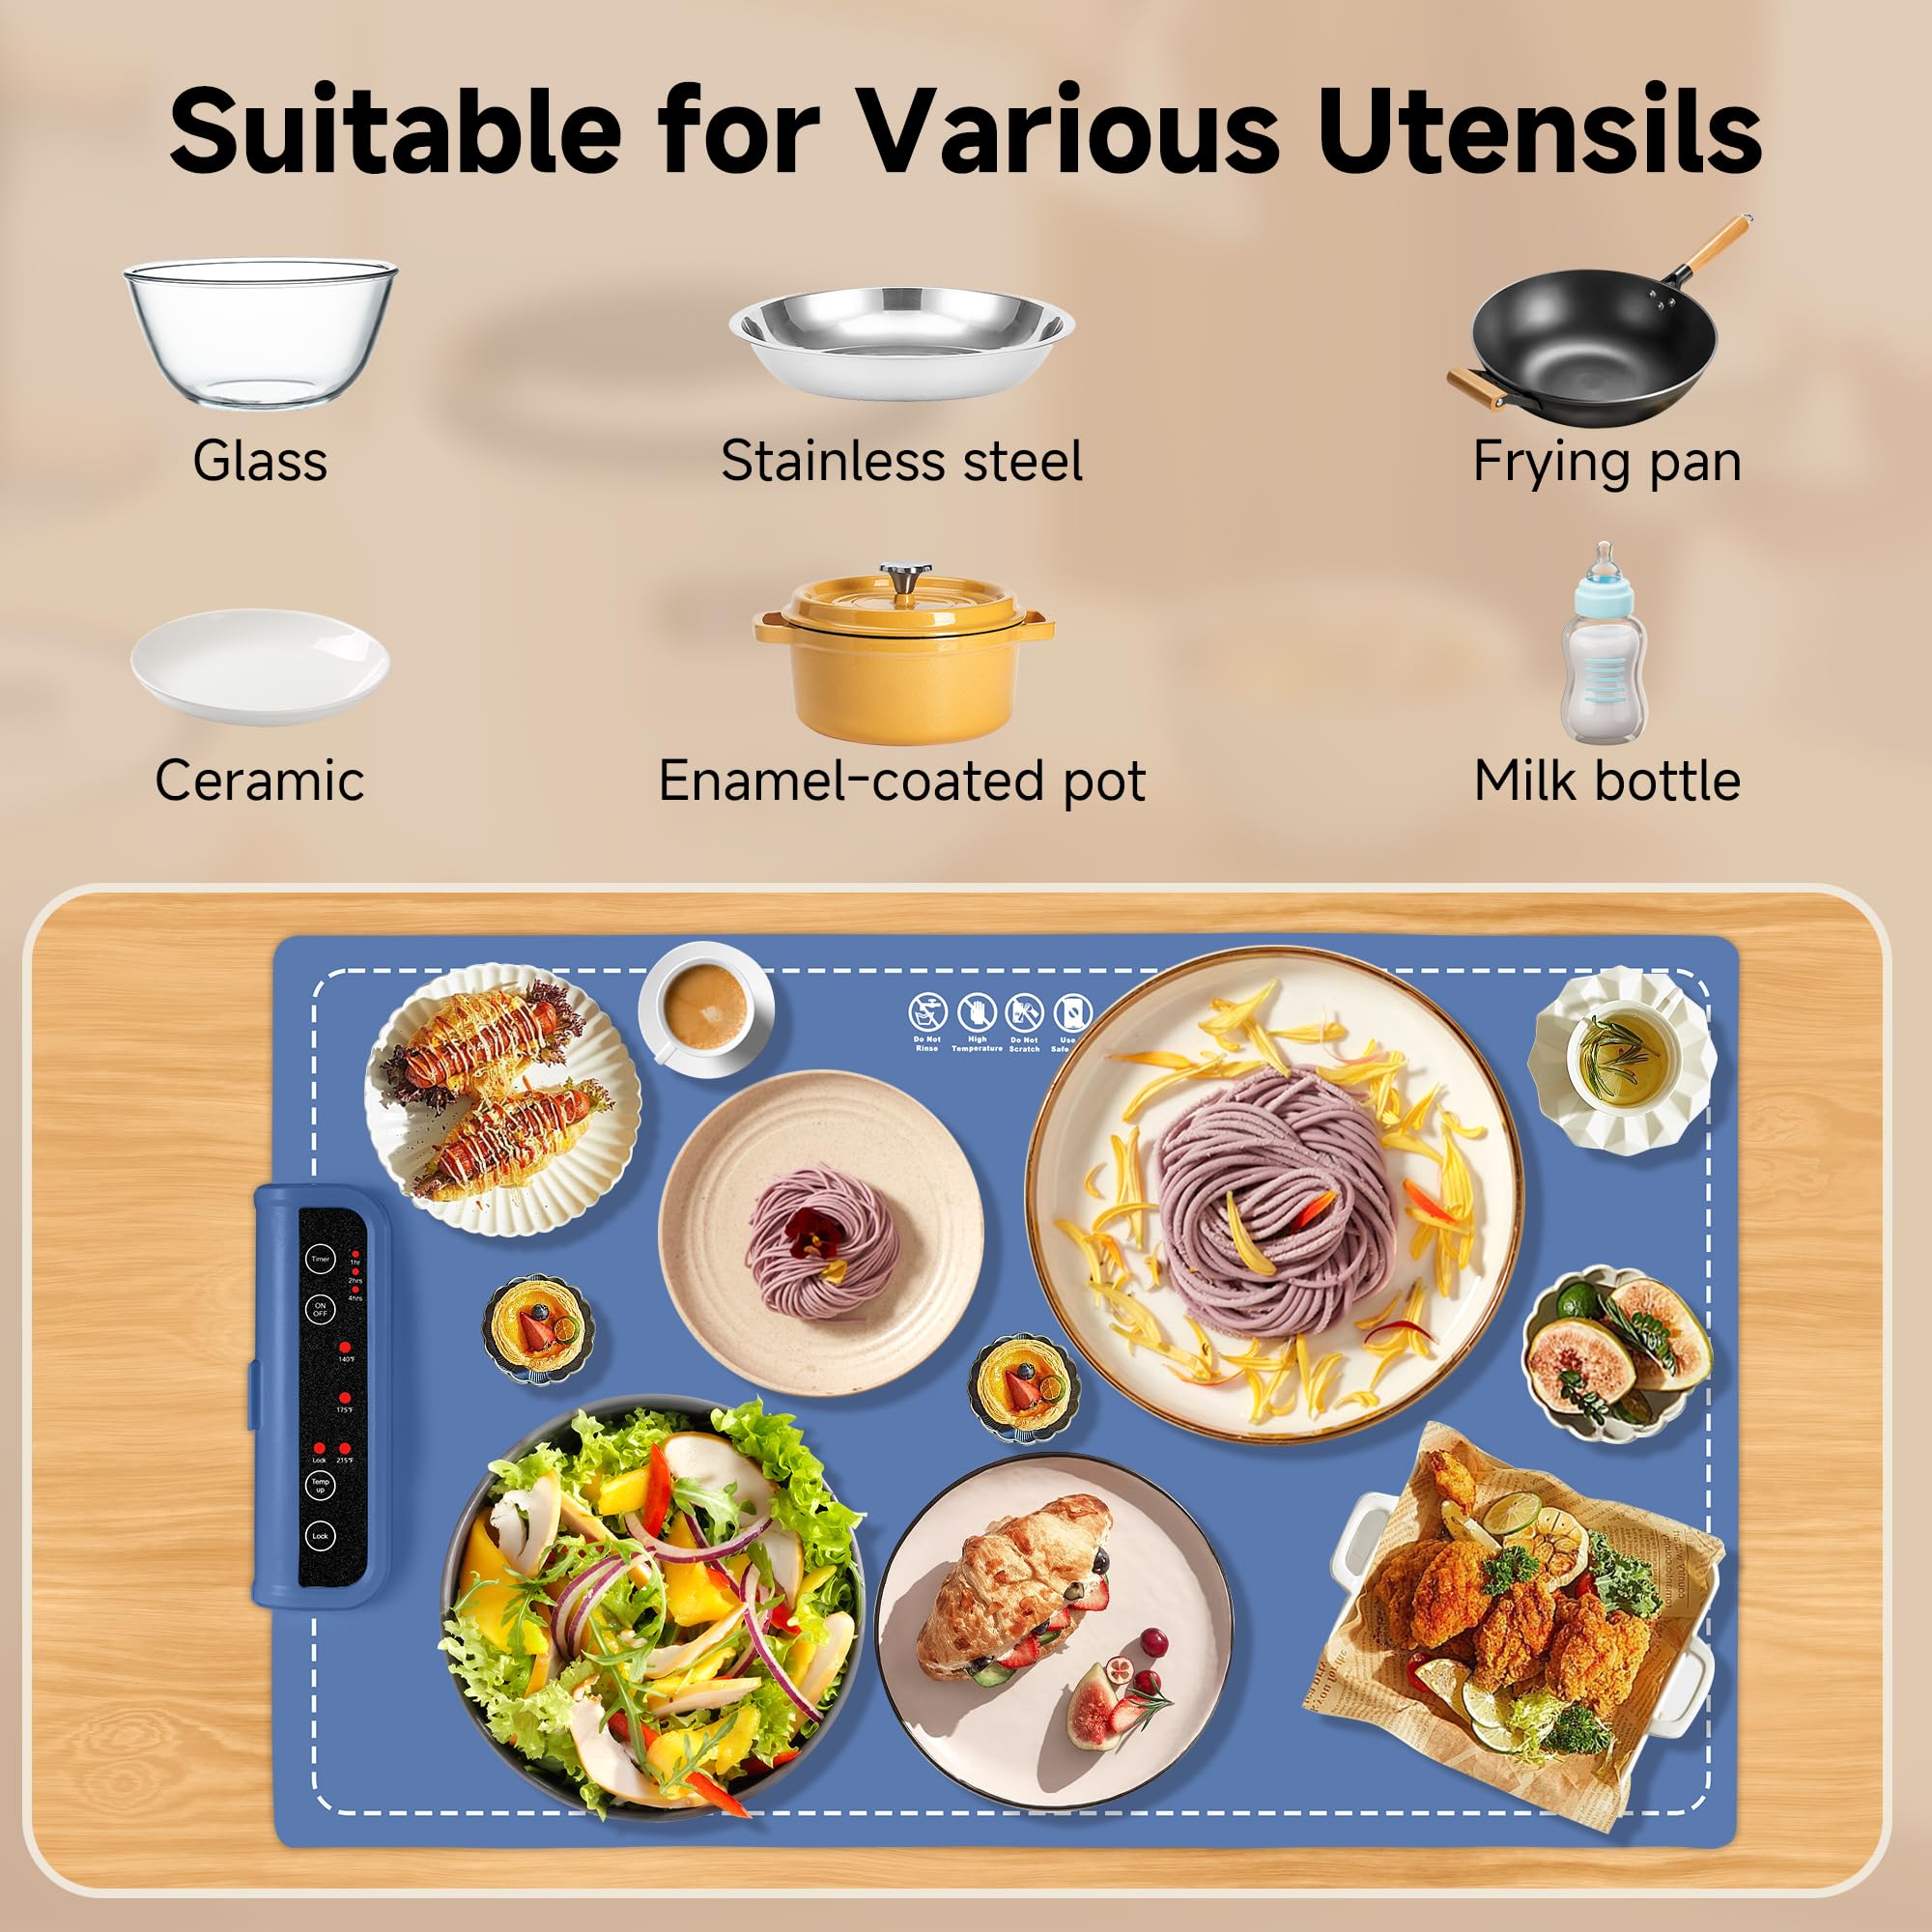 Suitable for Various Utensils
Glass
Stainless steel
Frying pan
Ceramic
Enamel-coated pot
Milk bottle
Do Not
Rinse
High
Temperature
Do Not
Scratch
Use
Safe
Timer
1hr
2hrs
4hrs
ON
OFF
140°F
175°F
Lock
215°F
Temp
up
Lock